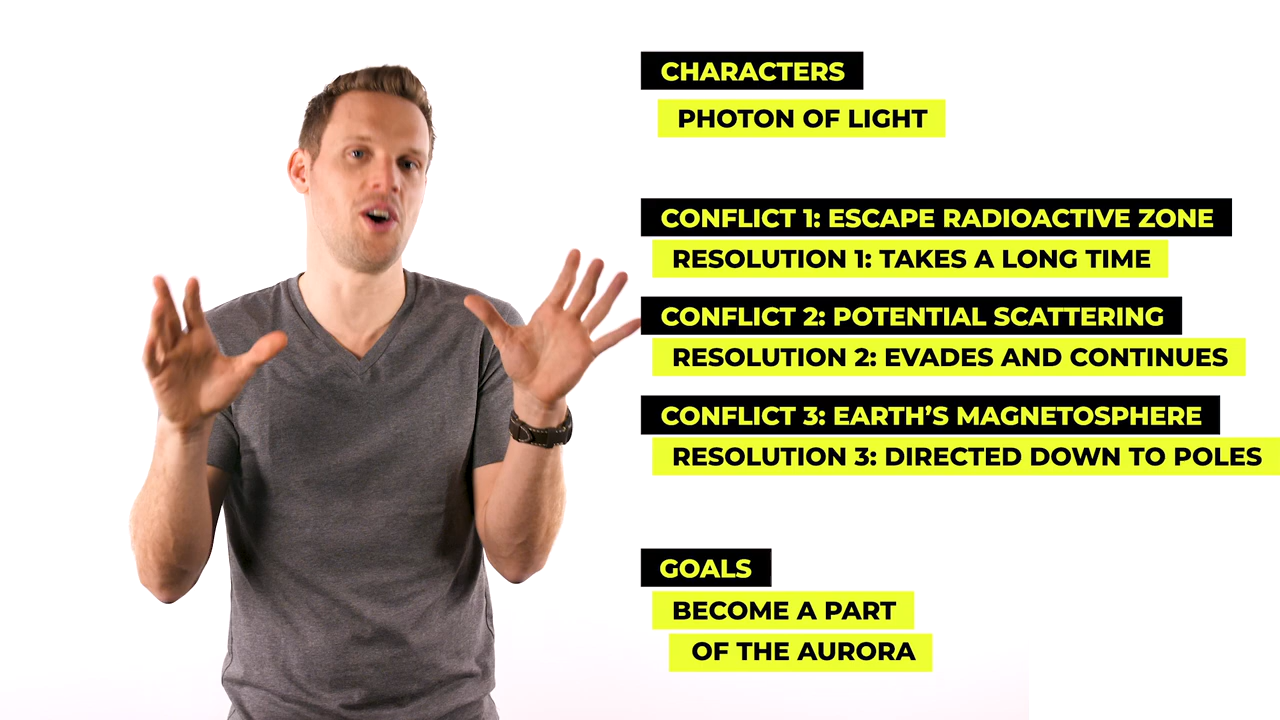 CHARACTERS
PHOTON OF LIGHT
CONFLICT 1: ESCAPE RADIOACTIVE ZONE
RESOLUTION 1: TAKES A LONG TIME
CONFLICT 2: POTENTIAL SCATTERING
RESOLUTION 2: EVADES AND CONTINUES
CONFLICT 3: EARTH’S MAGNETOSPHERE
RESOLUTION 3: DIRECTED DOWN TO POLES
GOALS
BECOME A PART
OF THE AURORA